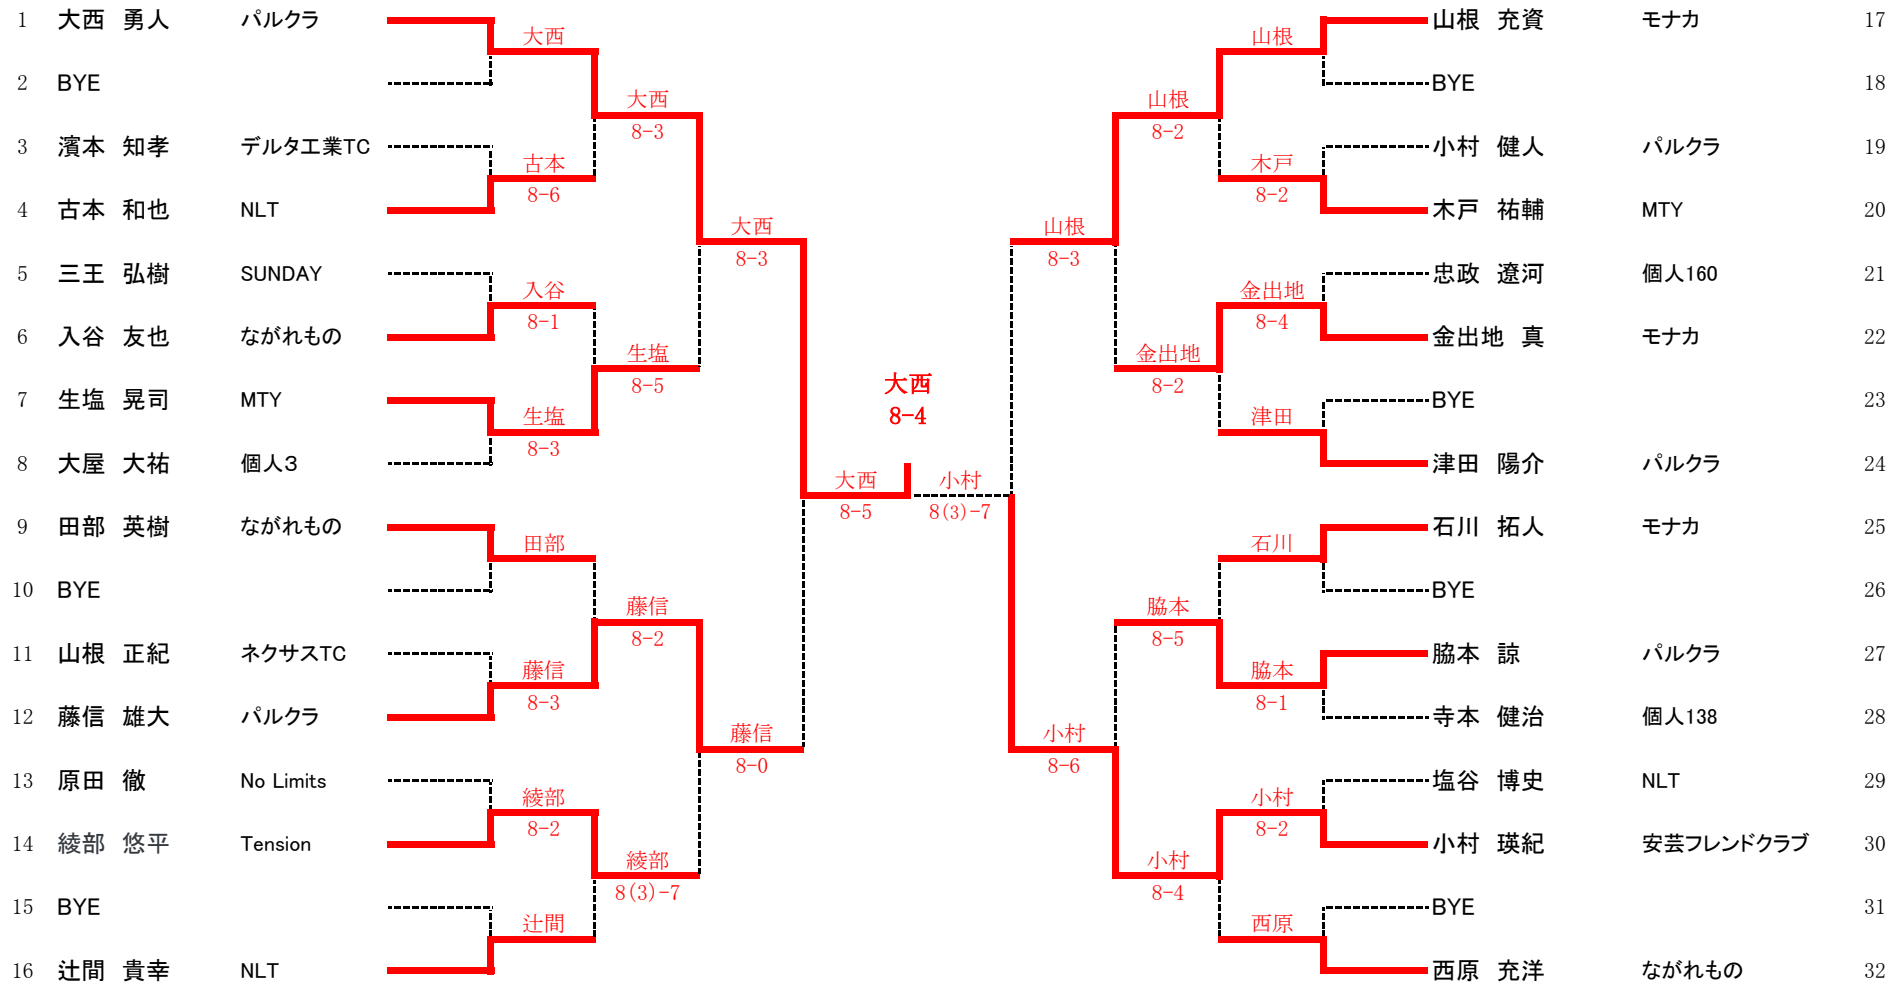 1 大西 勇人 パルクラ
2 BYE
3 濱本 知孝 デルタ工業TC
4 古本 和也 NLT
5 三王 弘樹 SUNDAY
6 入谷 友也 ながれもの
7 生塩 晃司 MTY
8 大屋 大祐 個人3
9 田部 英樹 ながれもの
10 BYE
11 山根 正紀 ネクサスTC
12 藤信 雄大 パルクラ
13 原田 徹 No Limits
14 綾部 悠平 Tension
15 BYE
16 辻間 貴幸 NLT
大西
古本
8-6
入谷
8-1
生塩
8-3
田部
藤信
8-3
綾部
8-2
辻間
大西
8-3
生塩
8-5
藤信
8-2
綾部
8(3)-7
大西
8-3
藤信
8-0
大西
8-5
大西
8-4
小村
8(3)-7
山根
8-3
小村
8-6
山根
8-2
金出地
8-2
脇本
8-5
小村
8-4
山根
木戸
8-2
金出地
8-4
津田
石川
脇本
8-1
小村
8-2
西原
山根 充資 モナカ 17
BYE 18
小村 健人 パルクラ 19
木戸 祐輔 MTY 20
忠政 遼河 個人160 21
金出地 真 モナカ 22
BYE 23
津田 陽介 パルクラ 24
石川 拓人 モナカ 25
BYE 26
脇本 諒 パルクラ 27
寺本 健治 個人138 28
塩谷 博史 NLT 29
小村 瑛紀 安芸フレンドクラブ 30
BYE 31
西原 充洋 ながれもの 32